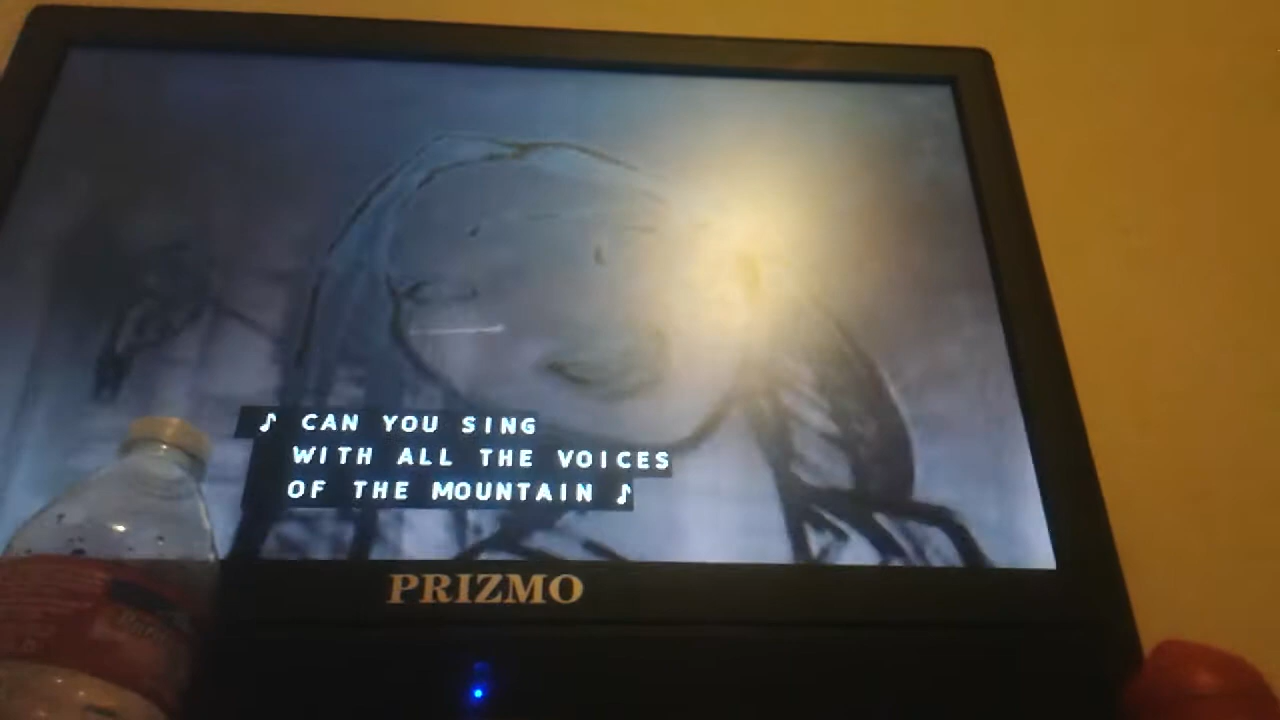 ♪ CAN YOU SING
WITH ALL THE VOICES
OF THE MOUNTAIN ♪
PRIZMO